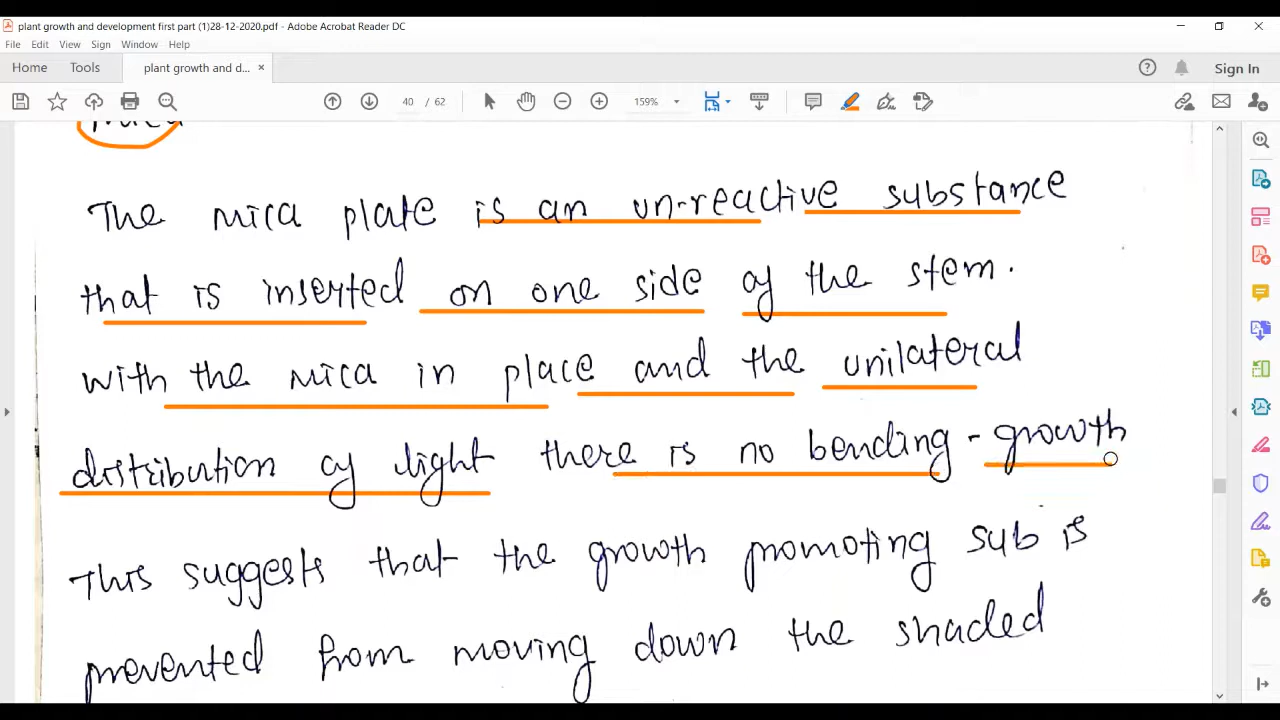 plant growth and development first part (1)28-12-2020.pdf - Adobe Acrobat Reader DC
File Edit View Sign Window Help
Home Tools plant growth and d... ×
Sign In
40 / 62
159%
The mica plate is an un-reactive substance
that is inserted on one side of the stem.
with the mica in place and the unilateral
distribution of light there is no bending - growth
This suggests that the growth promoting sub is
prevented from moving down the shaded